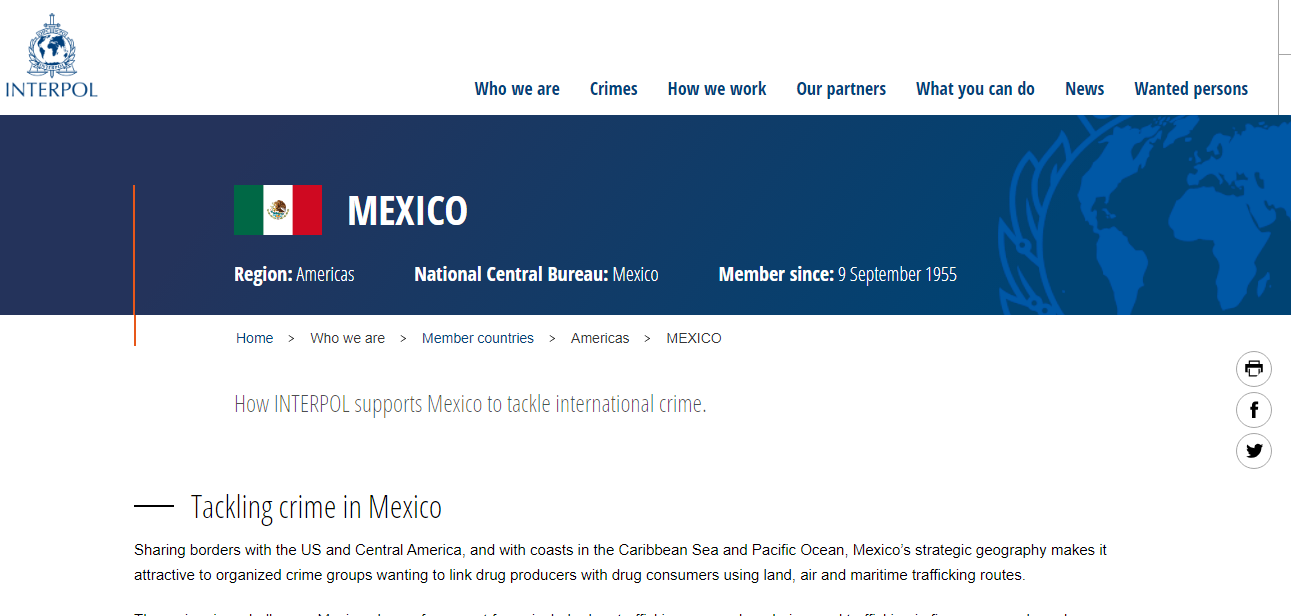 INTERPOL
Who we are Crimes How we work Our partners What you can do News Wanted persons
MEXICO
Region: Americas National Central Bureau: Mexico Member since: 9 September 1955
Home > Who we are > Member countries > Americas > MEXICO
How INTERPOL supports Mexico to tackle international crime.
Tackling crime in Mexico
Sharing borders with the US and Central America, and with coasts in the Caribbean Sea and Pacific Ocean, Mexico’s strategic geography makes it
attractive to organized crime groups wanting to link drug producers with drug consumers using land, air and maritime trafficking routes.